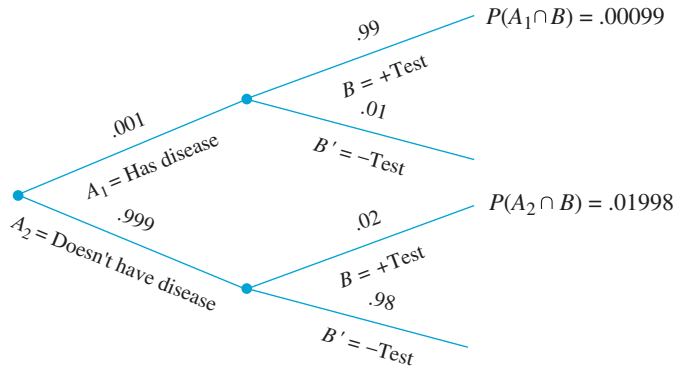 .99
P(A₁∩B) = .00099
B = +Test
.01
.001
B′ = −Test
A₁ = Has disease
.999
.02
P(A₂ ∩ B) = .01998
A₂ = Doesn't have disease
B = +Test
.98
B′ = −Test